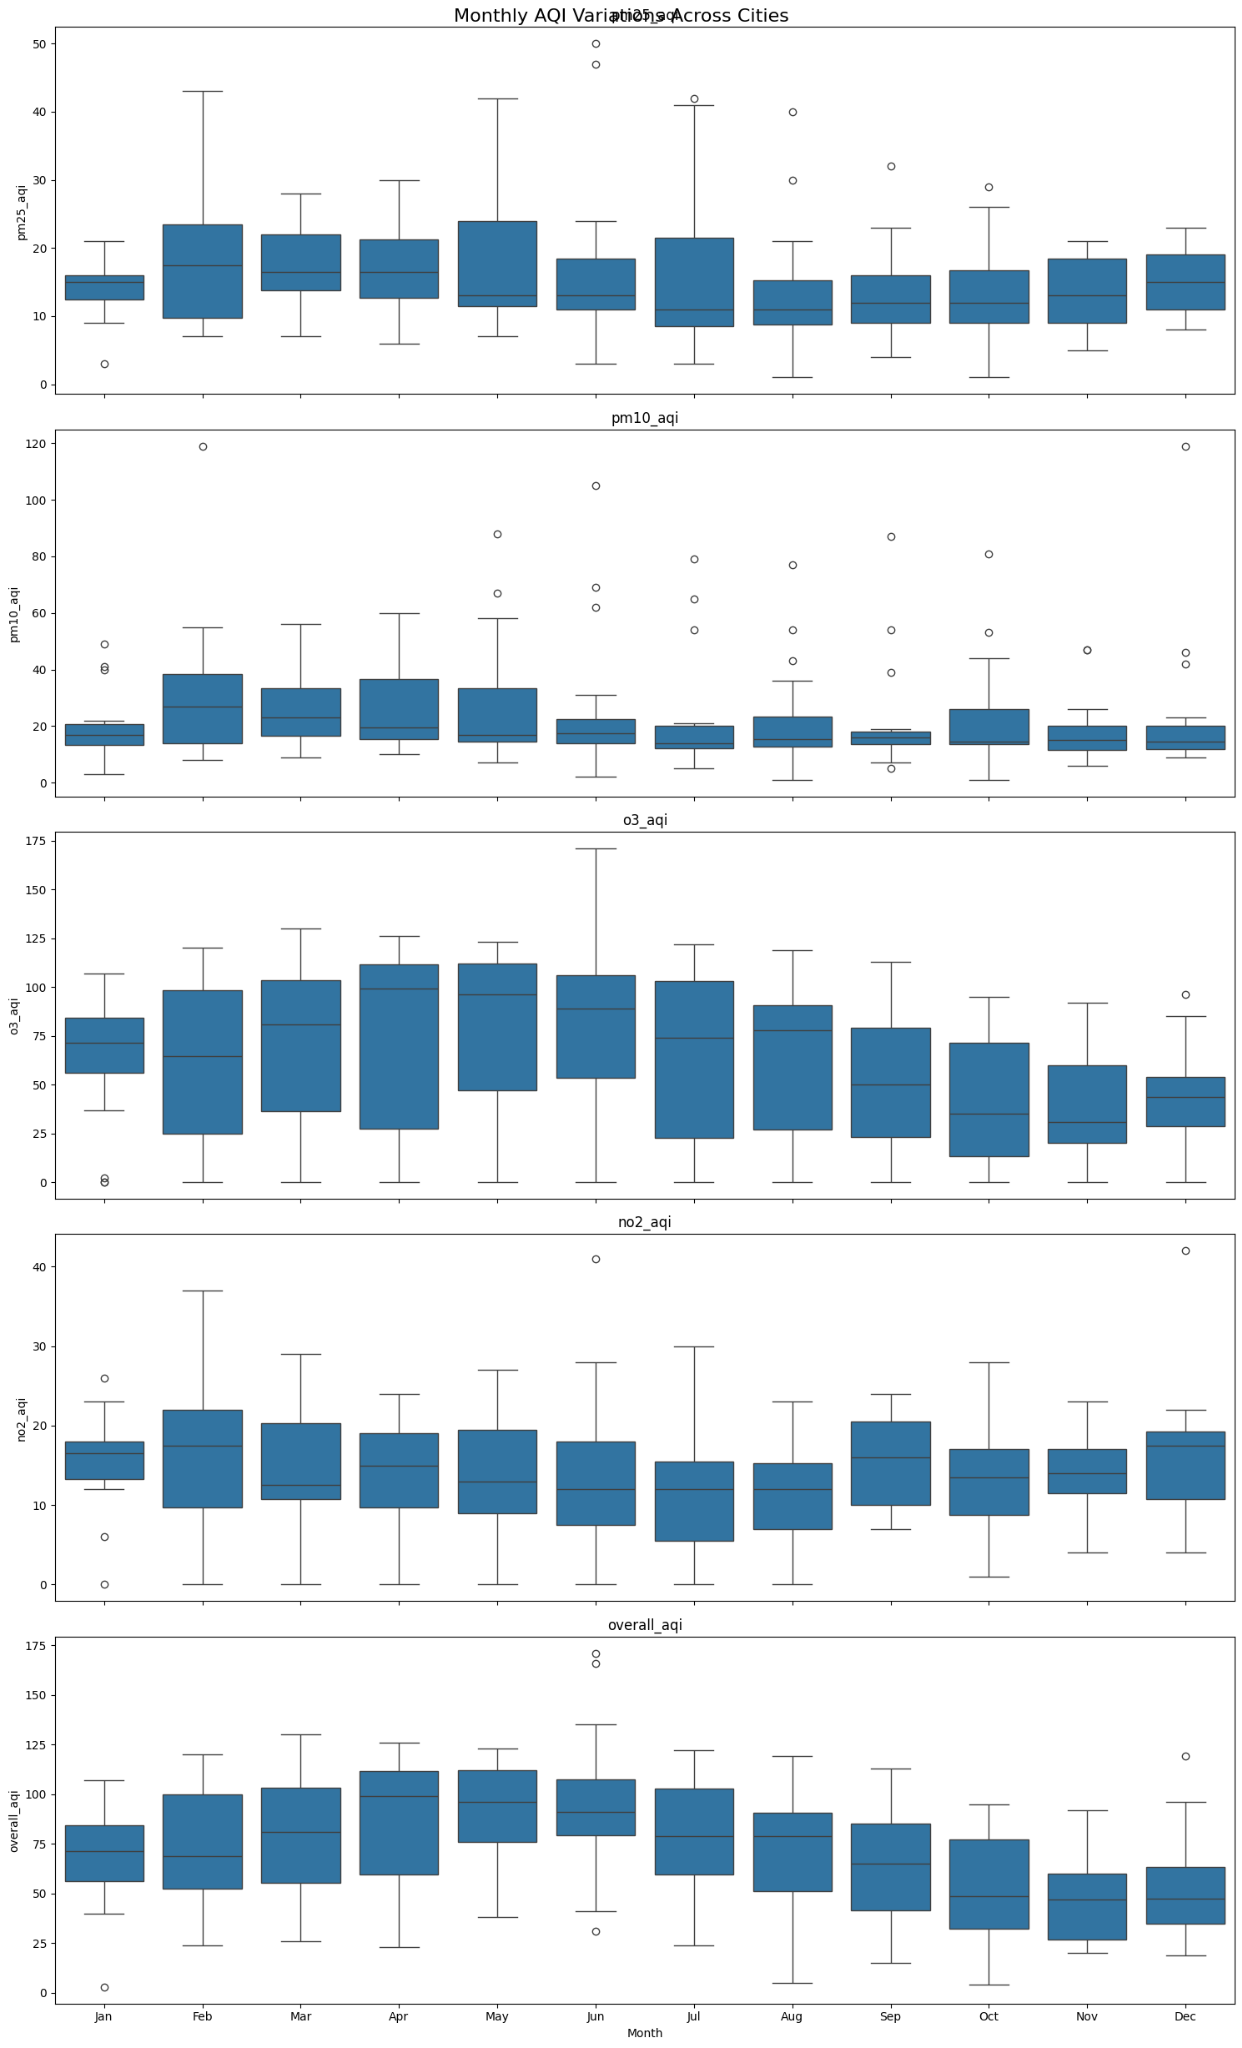 Monthly AQI Variations Across Cities
pm25_aqi
50
40
30
20
10
0
pm25_aqi
pm10_aqi
120
100
80
60
40
20
0
pm10_aqi
o3_aqi
175
150
125
100
75
50
25
0
o3_aqi
no2_aqi
40
30
20
10
0
no2_aqi
overall_aqi
175
150
125
100
75
50
25
0
overall_aqi
Jan Feb Mar Apr May Jun Jul Aug Sep Oct Nov Dec
Month